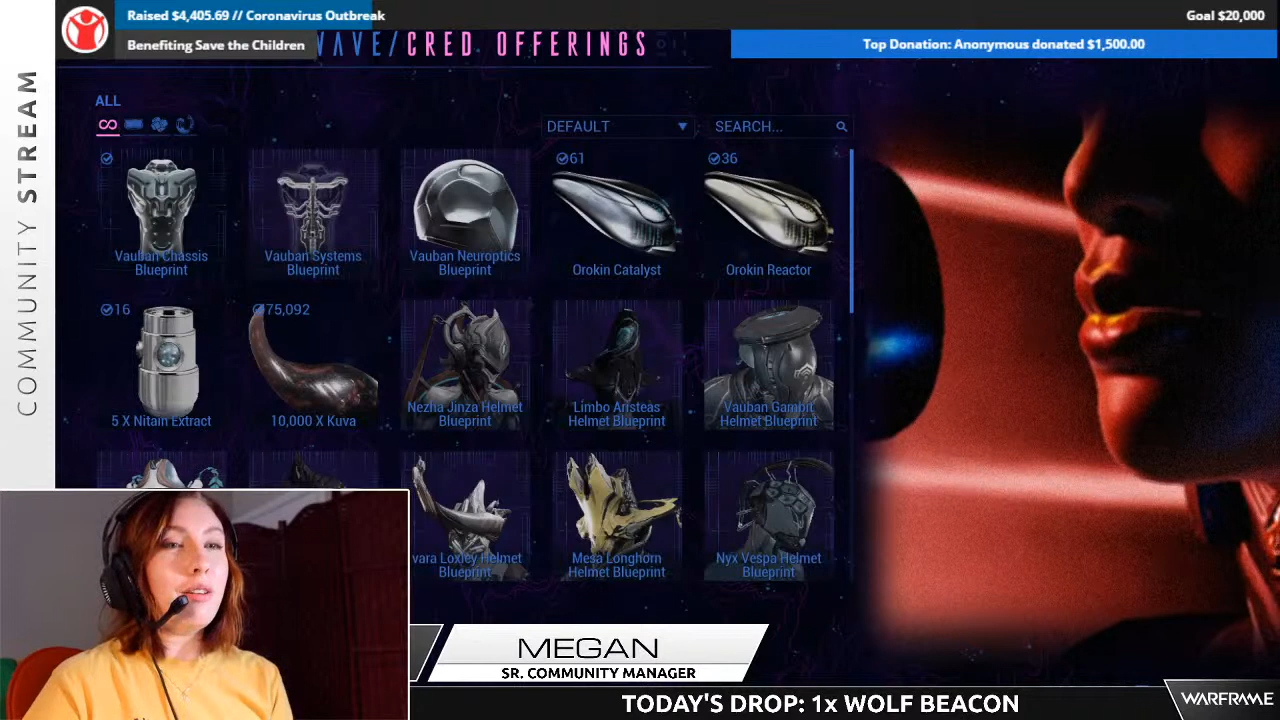 Raised $4,405.69 // Coronavirus Outbreak
Goal $20,000
Benefiting Save the Children
Top Donation: Anonymous donated $1,500.00
WAVE/CRED OFFERINGS
COMMUNITY STREAM
ALL
DEFAULT
SEARCH...
61
36
Vauban Chassis
Blueprint
Vauban Systems
Blueprint
Vauban Neuroptics
Blueprint
Orokin Catalyst
Orokin Reactor
16
75,092
5 X Nitain Extract
10,000 X Kuva
Nezha Jinza Helmet
Blueprint
Limbo Aristeas
Helmet Blueprint
Vauban Gambit
Helmet Blueprint
vara Loxley Helmet
Blueprint
Mesa Longhorn
Helmet Blueprint
Nyx Vespa Helmet
Blueprint
MEGAN
SR. COMMUNITY MANAGER
TODAY'S DROP: 1x WOLF BEACON
WARFRAME